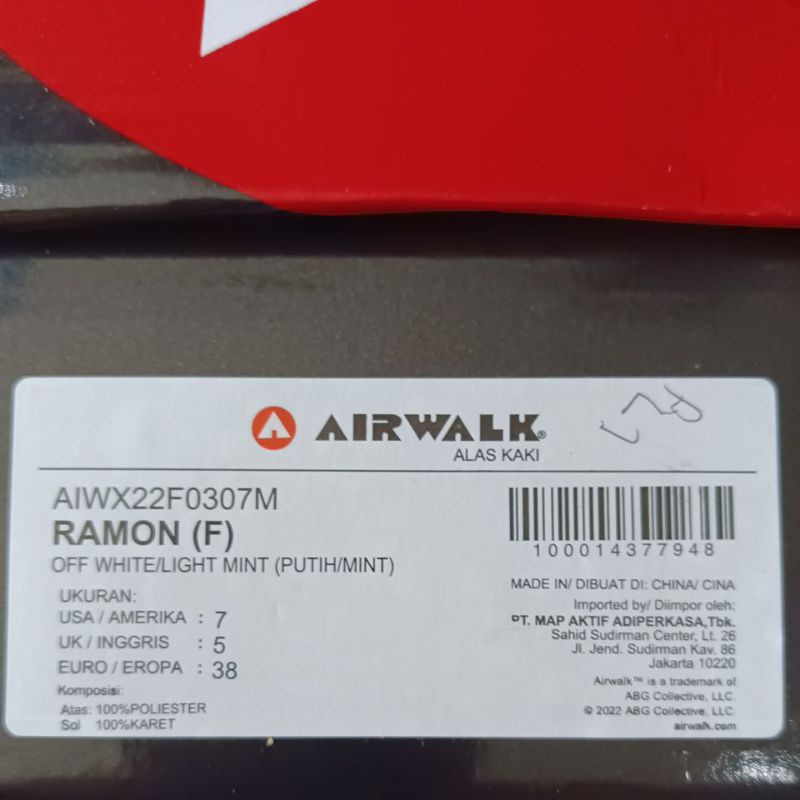 AIRWALK®
ALAS KAKI
AIWX22F0307M
RAMON (F)
OFF WHITE/LIGHT MINT (PUTIH/MINT)
UKURAN:
USA / AMERIKA : 7
UK / INGGRIS : 5
EURO / EROPA : 38
Komposisi:
Atas: 100%POLIESTER
Sol 100%KARET
100014377948
MADE IN/ DIBUAT DI: CHINA/ CINA
Imported by/ Diimpor oleh:
PT. MAP AKTIF ADIPERKASA,Tbk.
Sahid Sudirman Center, Lt. 26
Jl. Jend. Sudirman Kav. 86
Jakarta 10220
Airwalk™ is a trademark of
ABG Collective, LLC.
© 2022 ABG Collective, LLC.
airwalk.com